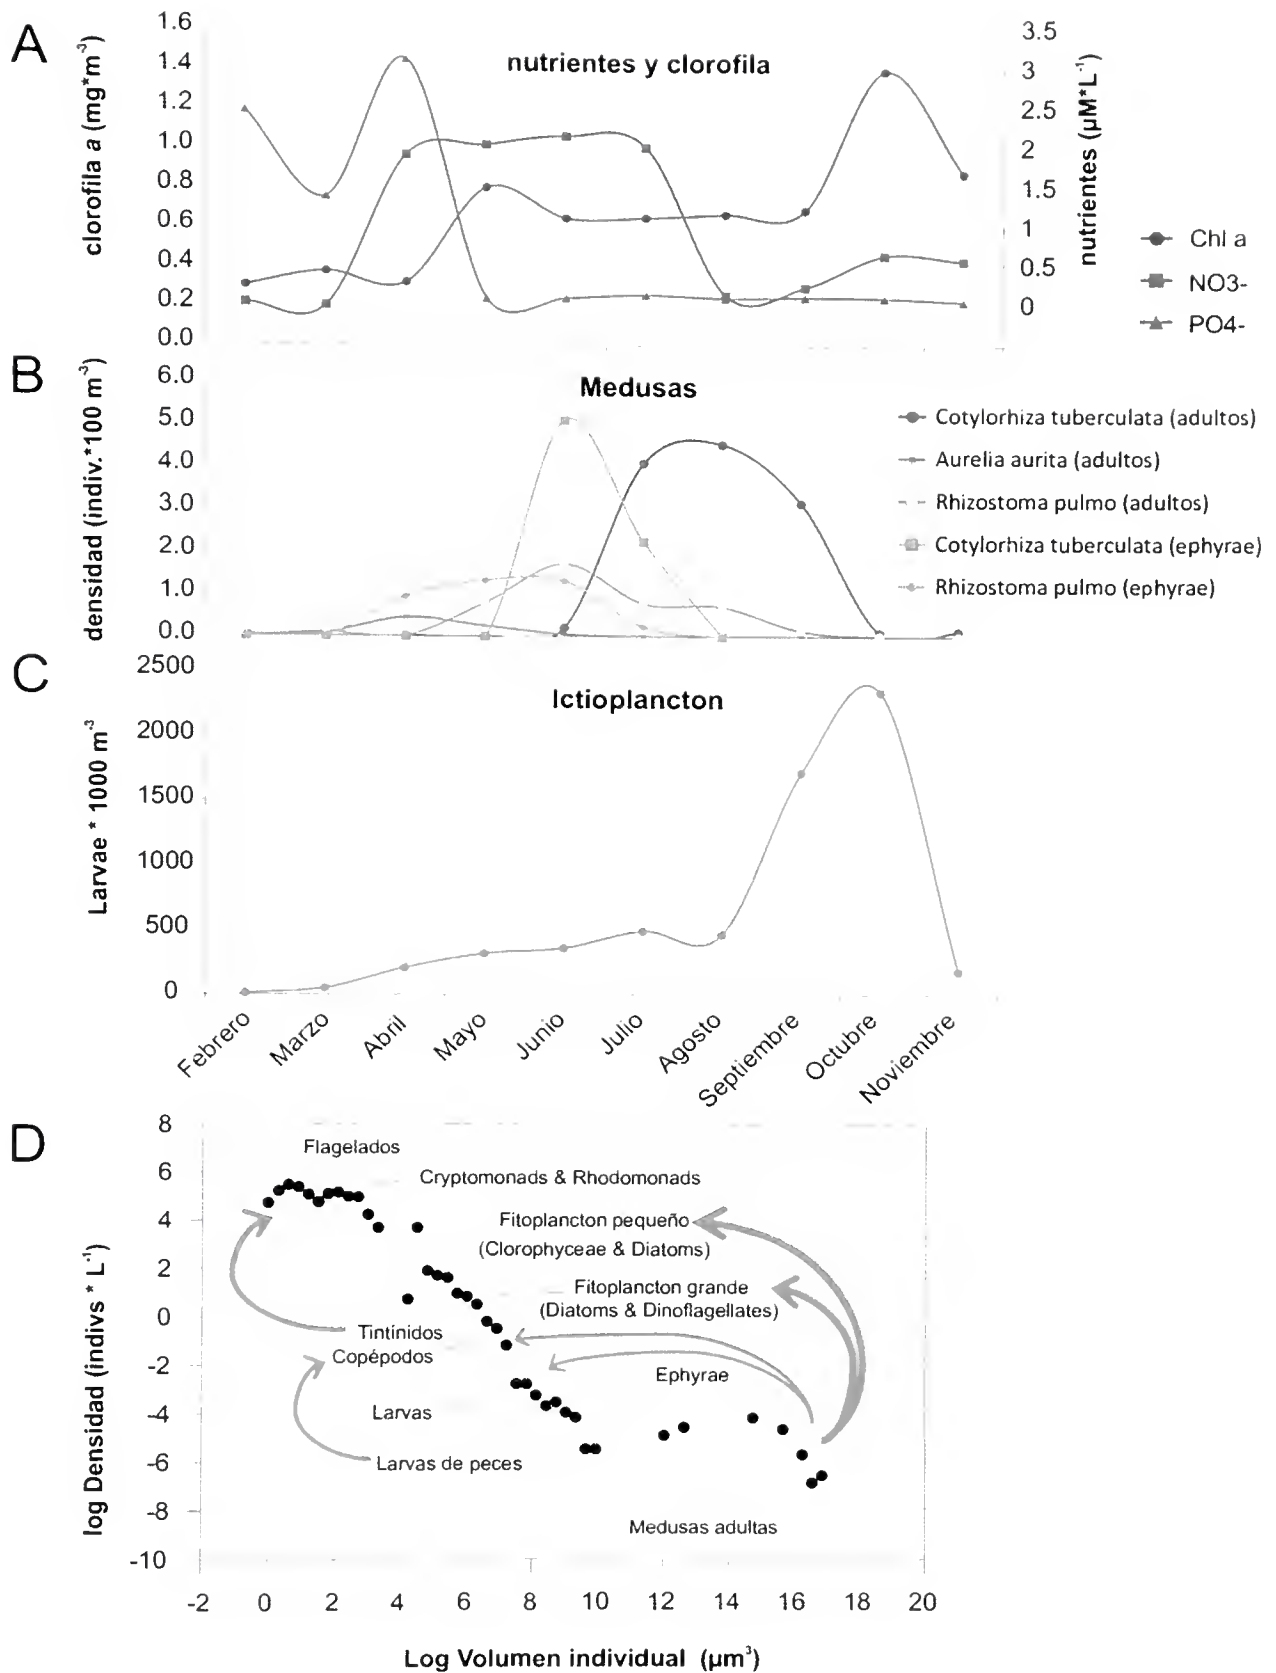 A
nutrientes y clorofila
clorofila a (mg*m-3)
1.6
1.4
1.2
1.0
0.8
0.6
0.4
0.2
0.0
nutrientes (µM*L-1)
3.5
3
2.5
2
1.5
1
0.5
0
Chl a
NO3-
PO4-
B
Medusas
densidad (indiv.*100 m-3)
6.0
5.0
4.0
3.0
2.0
1.0
0.0
Cotylorhiza tuberculata (adultos)
Aurelia aurita (adultos)
Rhizostoma pulmo (adultos)
Cotylorhiza tuberculata (ephyrae)
Rhizostoma pulmo (ephyrae)
C
Ictioplancton
Larvae * 1000 m-3
2500
2000
1500
1000
500
0
Febrero
Marzo
Abril
Mayo
Junio
Julio
Agosto
Septiembre
Octubre
Noviembre
D
log Densidad (indivs * L-1)
8
6
4
2
0
-2
-4
-6
-8
-10
Flagelados
Cryptomonads & Rhodomonads
Fitoplancton pequeño
(Clorophyceae & Diatoms)
Fitoplancton grande
(Diatoms & Dinoflagellates)
Tintínidos
Copépodos
Ephyrae
Larvas
Larvas de peces
Medusas adultas
-2 0 2 4 6 8 10 12 14 16 18 20
Log Volumen individual (µm3)